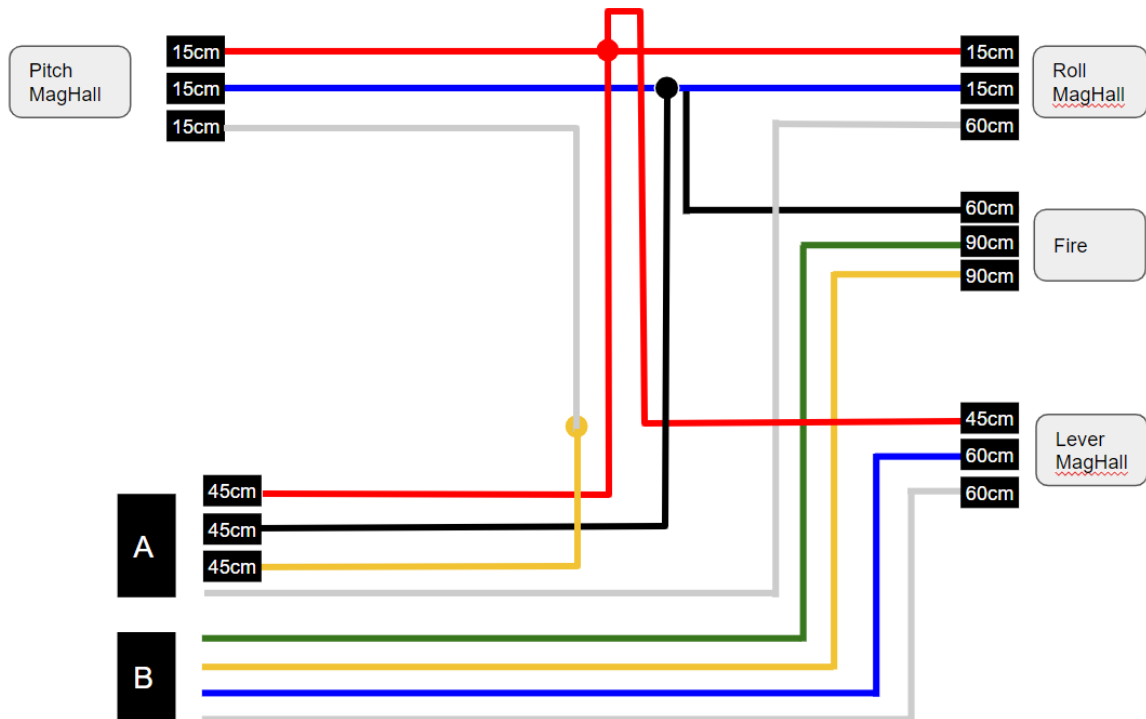 Pitch
MagHall
15cm
15cm
15cm
15cm
15cm
60cm
Roll
MagHall
60cm
90cm
90cm
Fire
45cm
60cm
60cm
Lever
MagHall
A
45cm
45cm
45cm
B